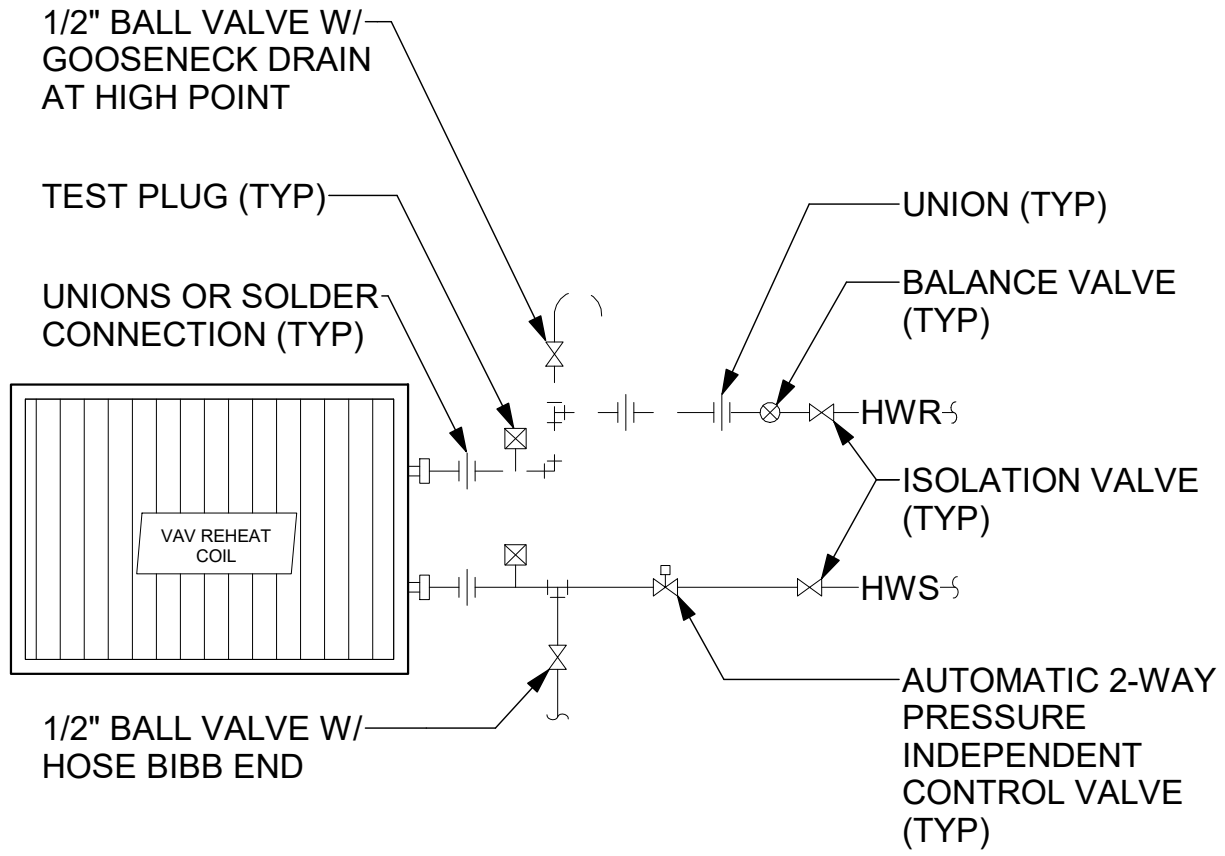 1/2" BALL VALVE W/
GOOSENECK DRAIN
AT HIGH POINT
TEST PLUG (TYP)
UNIONS OR SOLDER
CONNECTION (TYP)
UNION (TYP)
BALANCE VALVE
(TYP)
HWR
ISOLATION VALVE
(TYP)
HWS
VAV REHEAT
COIL
1/2" BALL VALVE W/
HOSE BIBB END
AUTOMATIC 2-WAY
PRESSURE
INDEPENDENT
CONTROL VALVE
(TYP)